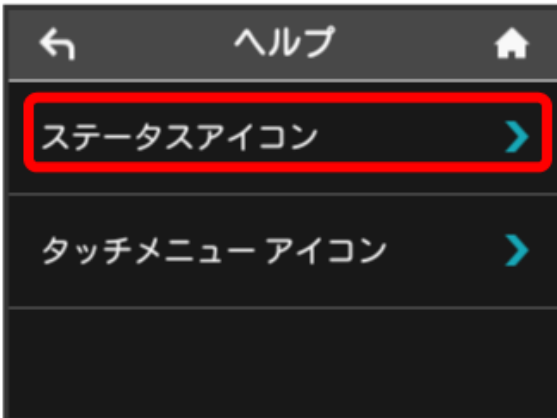 ヘルプ
ステータスアイコン
タッチメニュー アイコン